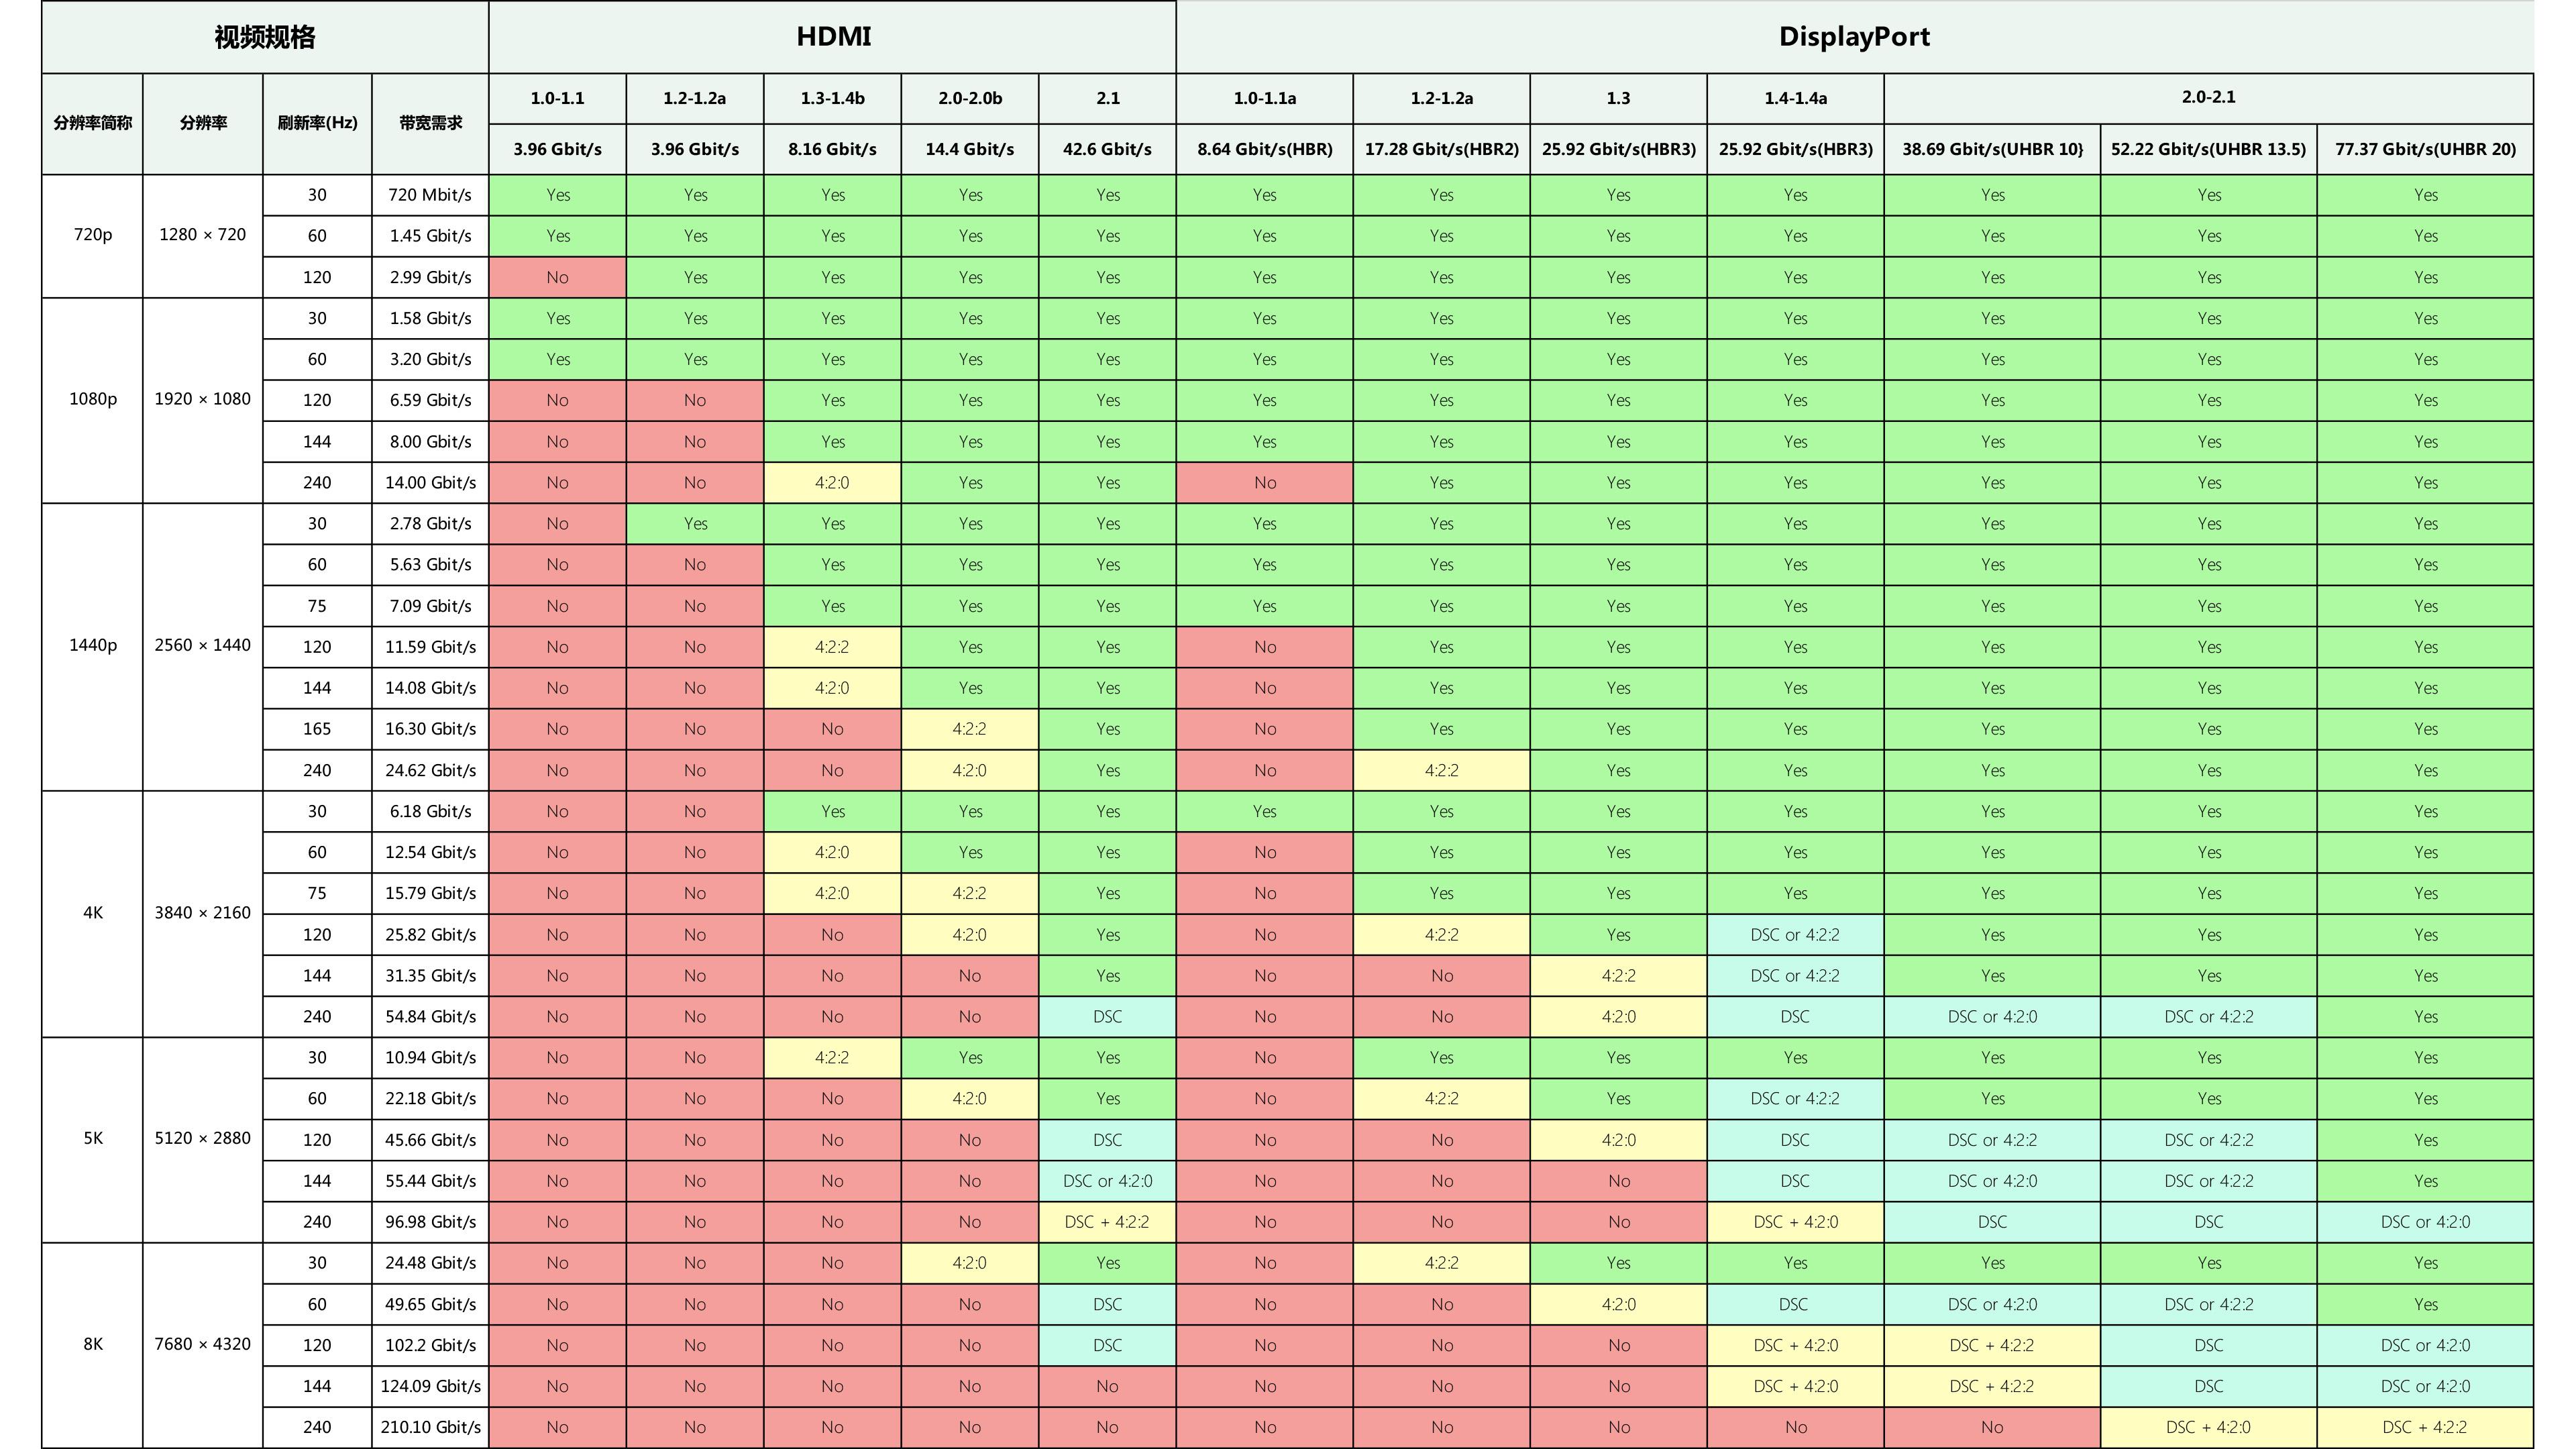 视频规格 HDMI DisplayPort
分辨率简称 分辨率 刷新率(Hz) 带宽需求 1.0-1.1 1.2-1.2a 1.3-1.4b 2.0-2.0b 2.1 1.0-1.1a 1.2-1.2a 1.3 1.4-1.4a 2.0-2.1
3.96 Gbit/s 3.96 Gbit/s 8.16 Gbit/s 14.4 Gbit/s 42.6 Gbit/s 8.64 Gbit/s(HBR) 17.28 Gbit/s(HBR2) 25.92 Gbit/s(HBR3) 25.92 Gbit/s(HBR3) 38.69 Gbit/s(UHBR 10} 52.22 Gbit/s(UHBR 13.5) 77.37 Gbit/s(UHBR 20)
30 720 Mbit/s Yes Yes Yes Yes Yes Yes Yes Yes Yes Yes Yes Yes
720p 1280 × 720 60 1.45 Gbit/s Yes Yes Yes Yes Yes Yes Yes Yes Yes Yes Yes Yes
120 2.99 Gbit/s No Yes Yes Yes Yes Yes Yes Yes Yes Yes Yes Yes
30 1.58 Gbit/s Yes Yes Yes Yes Yes Yes Yes Yes Yes Yes Yes Yes
60 3.20 Gbit/s Yes Yes Yes Yes Yes Yes Yes Yes Yes Yes Yes Yes
1080p 1920 × 1080 120 6.59 Gbit/s No No Yes Yes Yes Yes Yes Yes Yes Yes Yes Yes
144 8.00 Gbit/s No No Yes Yes Yes Yes Yes Yes Yes Yes Yes Yes
240 14.00 Gbit/s No No 4:2:0 Yes Yes No Yes Yes Yes Yes Yes Yes
30 2.78 Gbit/s No Yes Yes Yes Yes Yes Yes Yes Yes Yes Yes Yes
60 5.63 Gbit/s No No Yes Yes Yes Yes Yes Yes Yes Yes Yes Yes
75 7.09 Gbit/s No No Yes Yes Yes Yes Yes Yes Yes Yes Yes Yes
1440p 2560 × 1440 120 11.59 Gbit/s No No 4:2:2 Yes Yes No Yes Yes Yes Yes Yes Yes
144 14.08 Gbit/s No No 4:2:0 Yes Yes No Yes Yes Yes Yes Yes Yes
165 16.30 Gbit/s No No No 4:2:2 Yes No Yes Yes Yes Yes Yes Yes
240 24.62 Gbit/s No No No 4:2:0 Yes No 4:2:2 Yes Yes Yes Yes Yes
30 6.18 Gbit/s No No Yes Yes Yes Yes Yes Yes Yes Yes Yes Yes
60 12.54 Gbit/s No No 4:2:0 Yes Yes No Yes Yes Yes Yes Yes Yes
75 15.79 Gbit/s No No 4:2:0 4:2:2 Yes No Yes Yes Yes Yes Yes Yes
4K 3840 × 2160 120 25.82 Gbit/s No No No 4:2:0 Yes No 4:2:2 Yes DSC or 4:2:2 Yes Yes Yes
144 31.35 Gbit/s No No No No Yes No No 4:2:2 DSC or 4:2:2 Yes Yes Yes
240 54.84 Gbit/s No No No No DSC No No 4:2:0 DSC DSC or 4:2:0 DSC or 4:2:2 Yes
30 10.94 Gbit/s No No 4:2:2 Yes Yes No Yes Yes Yes Yes Yes Yes
60 22.18 Gbit/s No No No 4:2:0 Yes No 4:2:2 Yes DSC or 4:2:2 Yes Yes Yes
5K 5120 × 2880 120 45.66 Gbit/s No No No No DSC No No 4:2:0 DSC DSC or 4:2:2 DSC or 4:2:2 Yes
144 55.44 Gbit/s No No No No DSC or 4:2:0 No No No DSC DSC or 4:2:0 DSC or 4:2:2 Yes
240 96.98 Gbit/s No No No No DSC + 4:2:2 No No No DSC + 4:2:0 DSC DSC DSC or 4:2:0
30 24.48 Gbit/s No No No 4:2:0 Yes No 4:2:2 Yes Yes Yes Yes Yes
60 49.65 Gbit/s No No No No DSC No No 4:2:0 DSC DSC or 4:2:0 DSC or 4:2:2 Yes
8K 7680 × 4320 120 102.2 Gbit/s No No No No DSC No No No DSC + 4:2:0 DSC + 4:2:2 DSC DSC or 4:2:0
144 124.09 Gbit/s No No No No No No No No DSC + 4:2:0 DSC + 4:2:2 DSC DSC or 4:2:0
240 210.10 Gbit/s No No No No No No No No No No DSC + 4:2:0 DSC + 4:2:2